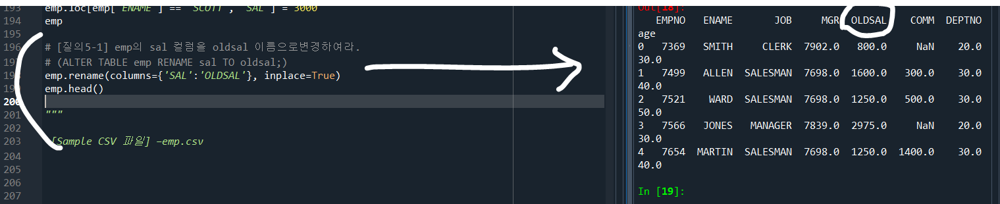 193 emp.loc[emp['ENAME'] == 'SCOTT', 'SAL'] = 3000
194 emp
195
196 # [질의5-1] emp의 sal 컬럼을 oldsal 이름으로변경하여라.
197 # (ALTER TABLE emp RENAME sal TO oldsal;)
198 emp.rename(columns={'SAL':'OLDSAL'}, inplace=True)
199 emp.head()
200
201 """
202
203 [Sample CSV 파일] –emp.csv
204
205
206
207
Out[18]:
EMPNO ENAME JOB MGR OLDSAL COMM DEPTNO
age
0 7369 SMITH CLERK 7902.0 800.0 NaN 20.0
30.0
1 7499 ALLEN SALESMAN 7698.0 1600.0 300.0 30.0
40.0
2 7521 WARD SALESMAN 7698.0 1250.0 500.0 30.0
50.0
3 7566 JONES MANAGER 7839.0 2975.0 NaN 20.0
30.0
4 7654 MARTIN SALESMAN 7698.0 1250.0 1400.0 30.0
40.0
In [19]: